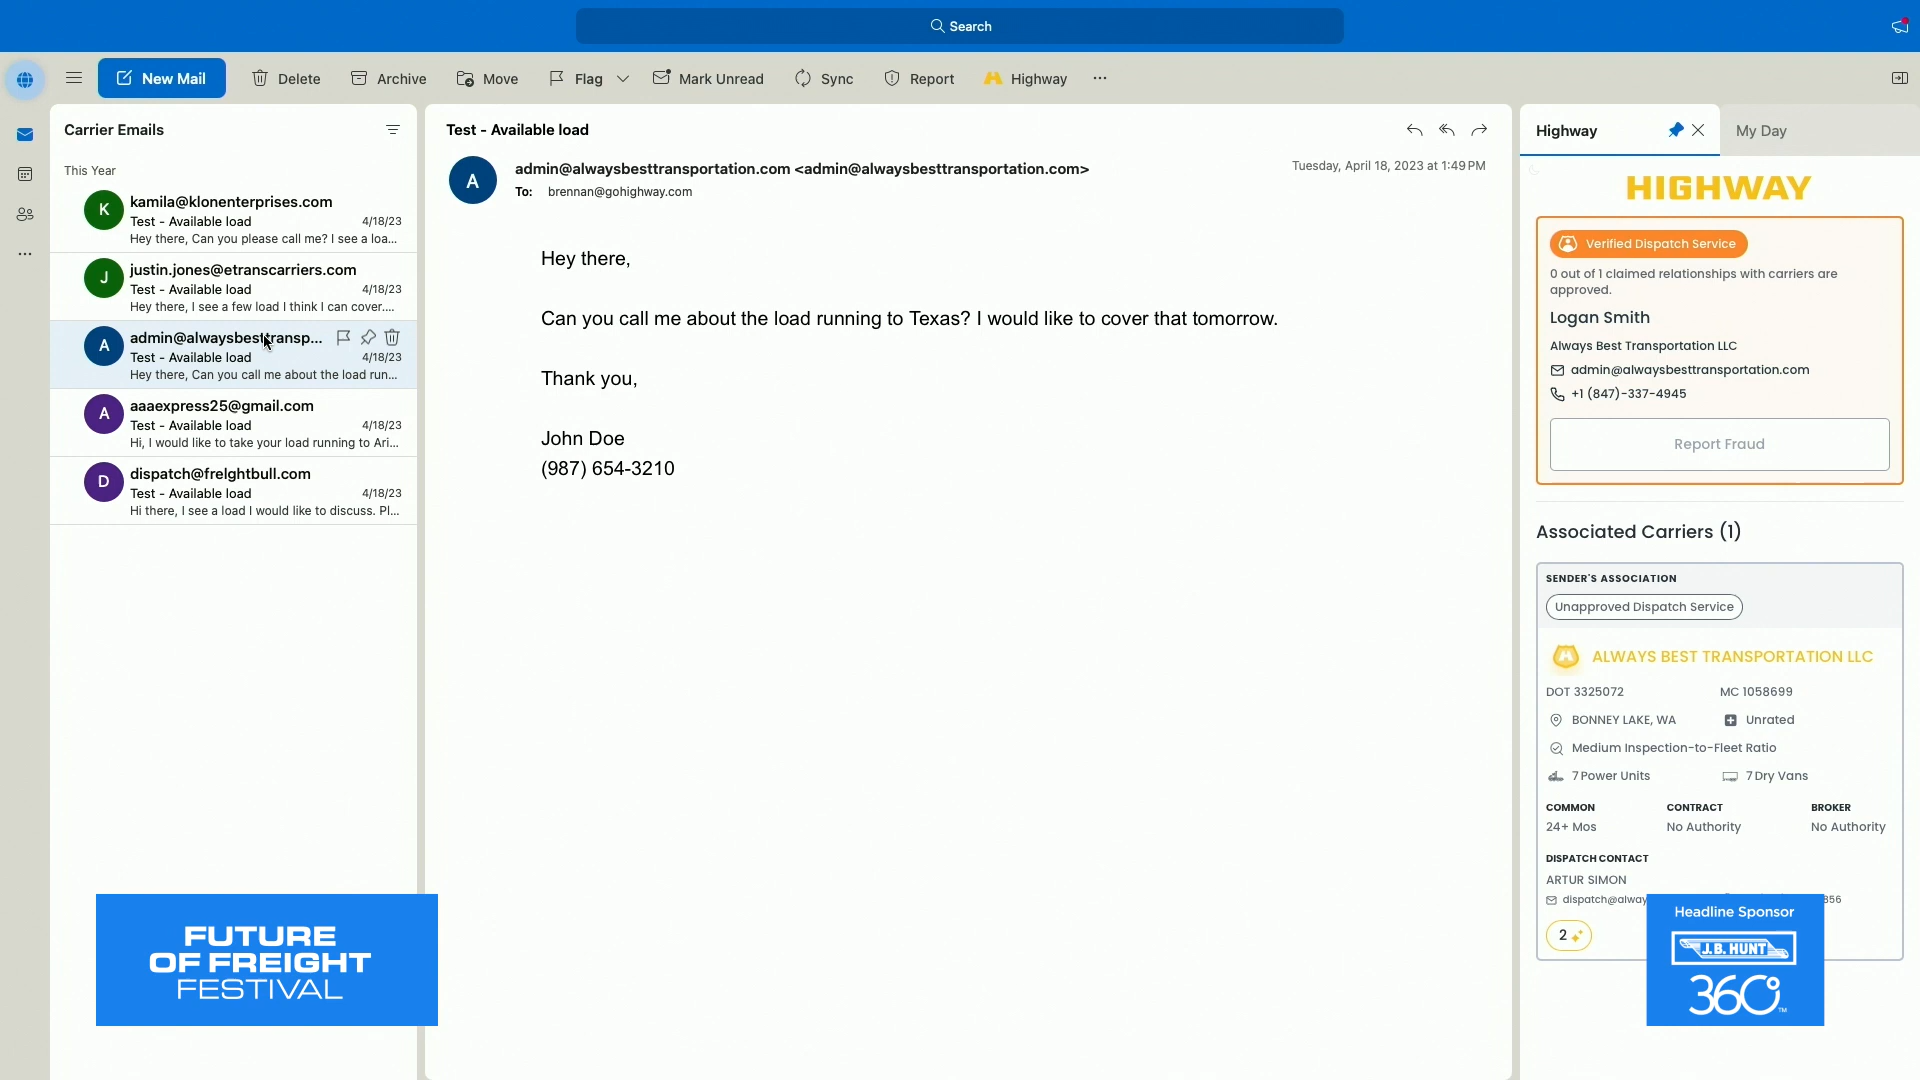 Search
New Mail
Delete
Archive
Move
Flag
Mark Unread
Sync
Report
Highway
Carrier Emails
This Year
K
kamila@klonenterprises.com
Test - Available load 4/18/23
Hey there, Can you please call me? I see a loa...
J
justin.jones@etranscarriers.com
Test - Available load 4/18/23
Hey there, I see a few load I think I can cover....
A
admin@alwaysbesttransp...
Test - Available load 4/18/23
Hey there, Can you call me about the load run...
A
aaaexpress25@gmail.com
Test - Available load 4/18/23
Hi, I would like to take your load running to Ari...
D
dispatch@frelghtbull.com
Test - Available load 4/18/23
Hi there, I see a load I would like to discuss. Pl...
Test - Available load
A
admin@alwaysbesttransportation.com <admin@alwaysbesttransportation.com>
Tuesday, April 18, 2023 at 1:49 PM
To: brennan@gohighway.com
Hey there,
Can you call me about the load running to Texas? I would like to cover that tomorrow.
Thank you,
John Doe
(987) 654-3210
Highway
My Day
HIGHWAY
Verified Dispatch Service
0 out of 1 claimed relationships with carriers are
approved.
Logan Smith
Always Best Transportation LLC
admin@alwaysbesttransportation.com
+1 (847)-337-4945
Report Fraud
Associated Carriers (1)
SENDER'S ASSOCIATION
Unapproved Dispatch Service
ALWAYS BEST TRANSPORTATION LLC
DOT 3325072 MC 1058699
BONNEY LAKE, WA Unrated
Medium Inspection-to-Fleet Ratio
7 Power Units 7 Dry Vans
COMMON CONTRACT BROKER
24+ Mos No Authority No Authority
DISPATCH CONTACT
ARTUR SIMON
dispatch@alway 856
2
FUTURE
OF FREIGHT
FESTIVAL
Headline Sponsor
J.B. HUNT
360°
TM